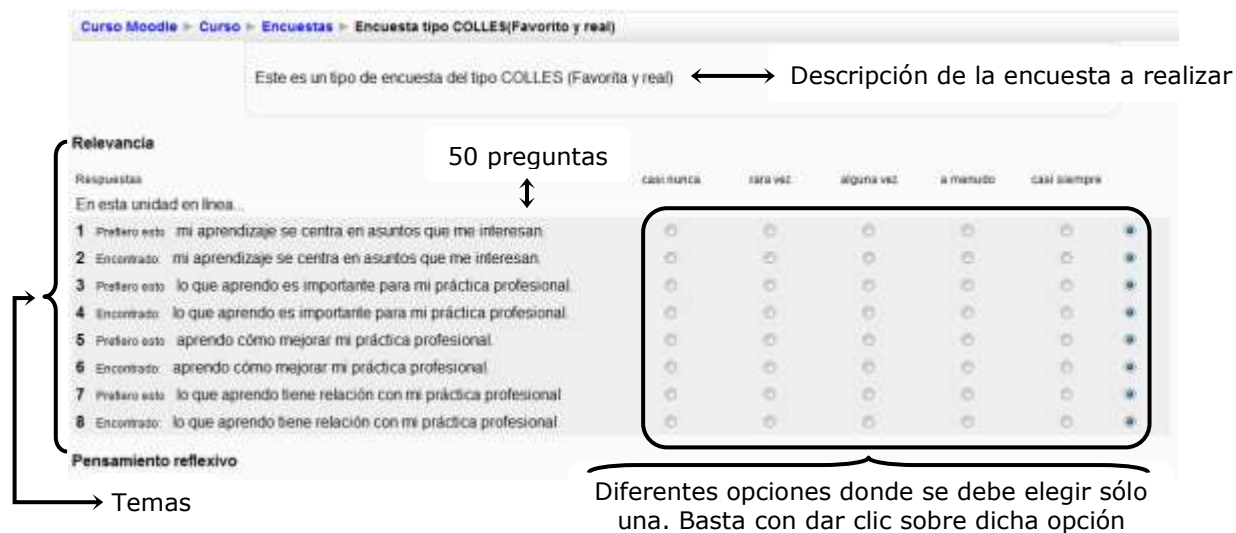 Curso Moodle ► Curso ► Encuestas ► Encuesta tipo COLLES(Favorito y real)
Este es un tipo de encuesta del tipo COLLES (Favorita y real)
Descripción de la encuesta a realizar
Relevancia
50 preguntas
Respuestas casi nunca rara vez alguna vez a menudo casi siempre
En esta unidad en línea...
1 Prefiero esto mi aprendizaje se centra en asuntos que me interesan.
2 Encontrado: mi aprendizaje se centra en asuntos que me interesan.
3 Prefiero esto lo que aprendo es importante para mi práctica profesional.
4 Encontrado: lo que aprendo es importante para mi práctica profesional.
5 Prefiero esto aprendo cómo mejorar mi práctica profesional.
6 Encontrado: aprendo cómo mejorar mi práctica profesional.
7 Prefiero esto lo que aprendo tiene relación con mi práctica profesional
8 Encontrado: lo que aprendo tiene relación con mi práctica profesional
Pensamiento reflexivo
Temas
Diferentes opciones donde se debe elegir sólo
una. Basta con dar clic sobre dicha opción